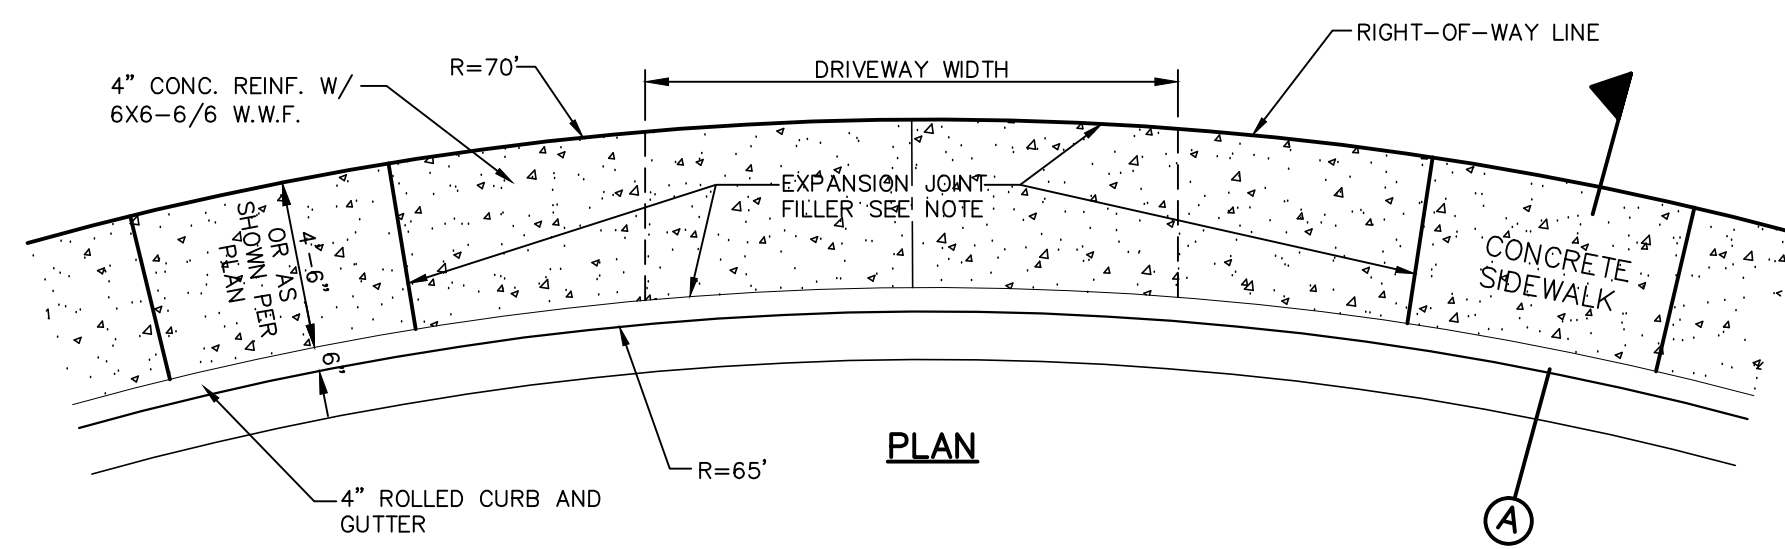 RIGHT-OF-WAY LINE
R=70'
DRIVEWAY WIDTH
4" CONC. REINF. W/
6X6-6/6 W.W.F.
EXPANSION JOINT
FILLER SEE NOTE
4'-6"
OR AS
SHOWN PER
PLAN
CONCRETE
SIDEWALK
6"
PLAN
R=65'
4" ROLLED CURB AND
GUTTER
A